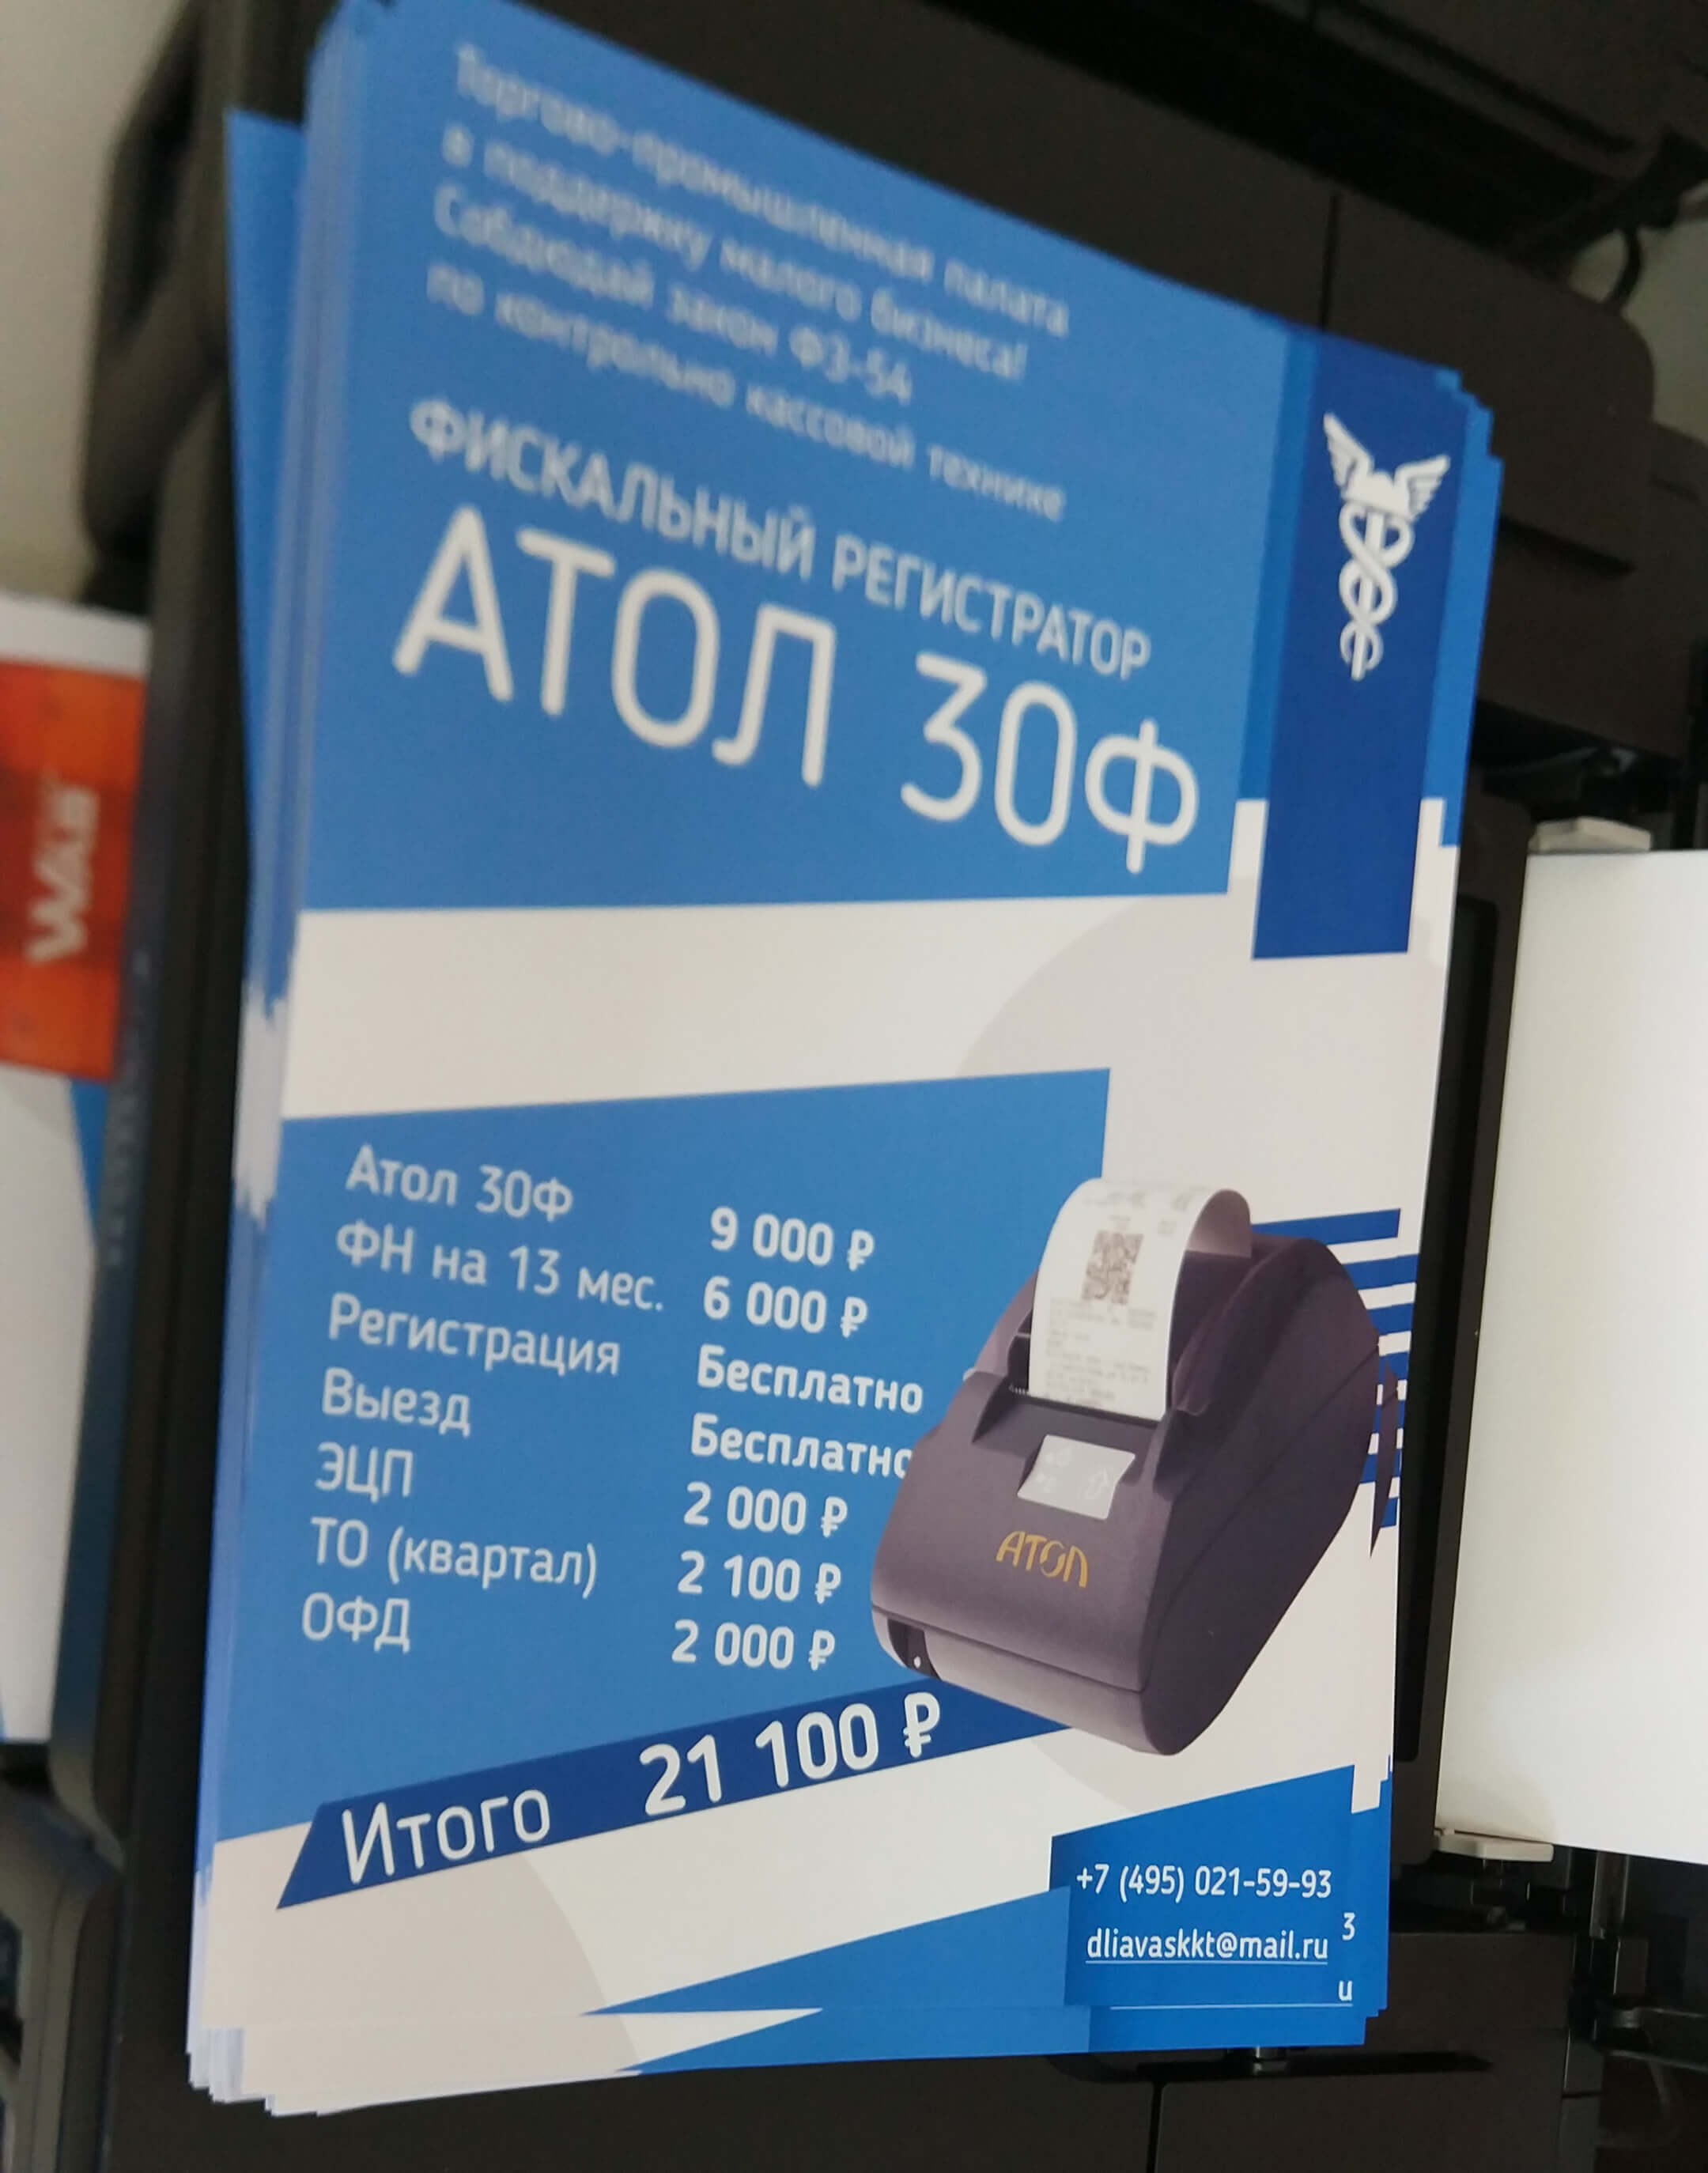 Торгово-промышленная палата
в поддержку малого бизнеса!
Соблюдай закон ФЗ-54
по контрольно кассовой технике
ФИСКАЛЬНЫЙ РЕГИСТРАТОР
АТОЛ 30Ф
Атол 30Ф 9 000 ₽
ФН на 13 мес. 6 000 ₽
Регистрация Бесплатно
Выезд Бесплатно
ЭЦП 2 000 ₽
ТО (квартал) 2 100 ₽
ОФД 2 000 ₽
АТОЛ
Итого 21 100 ₽
+7 (495) 021-59-93
3
dliavaskkt@mail.ru
u